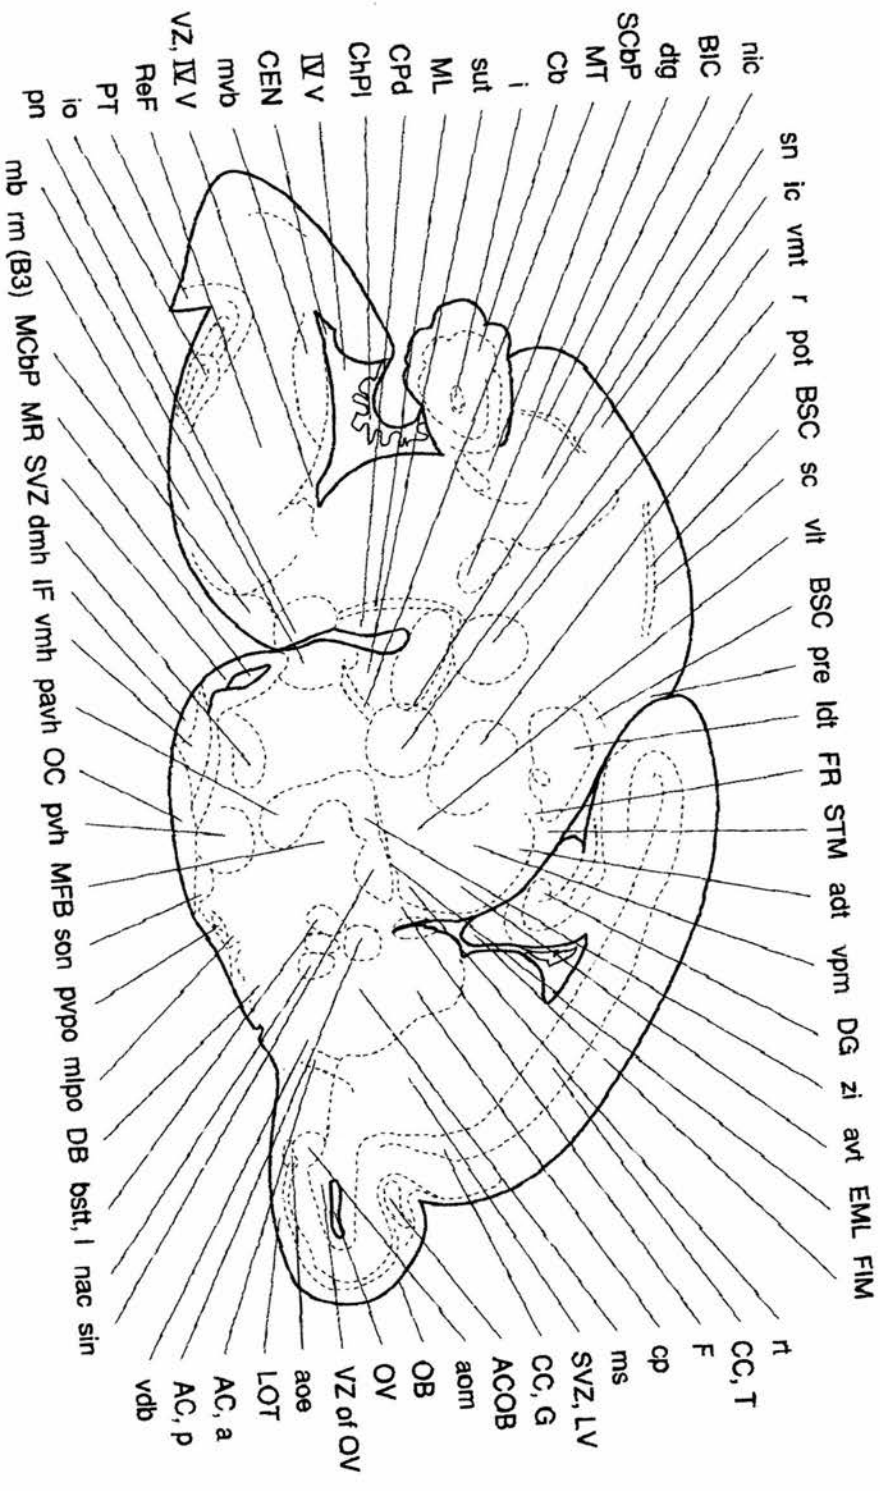 nic
BIC
dtg
SCbP
MT
Cb
i
sut
ML
CPd
ChPl
IV V
CEN
mvb
VZ, IV V
ReF
PT
io
pn
sn ic vmt r pot BSC sc vlt BSC pre ldt FR STM adt vpm DG zi avt EML FIM
mb rm (B3) MCbP MR SVZ dmh IF vmh pavh OC pvh MFB son pvpo mlpo DB bstt, l nac sin
rt
CC, T
F
cp
ms
SVZ, LV
CC, G
ACOB
aom
OB
OV
VZ of OV
aoe
LOT
AC, a
AC, p
vdb